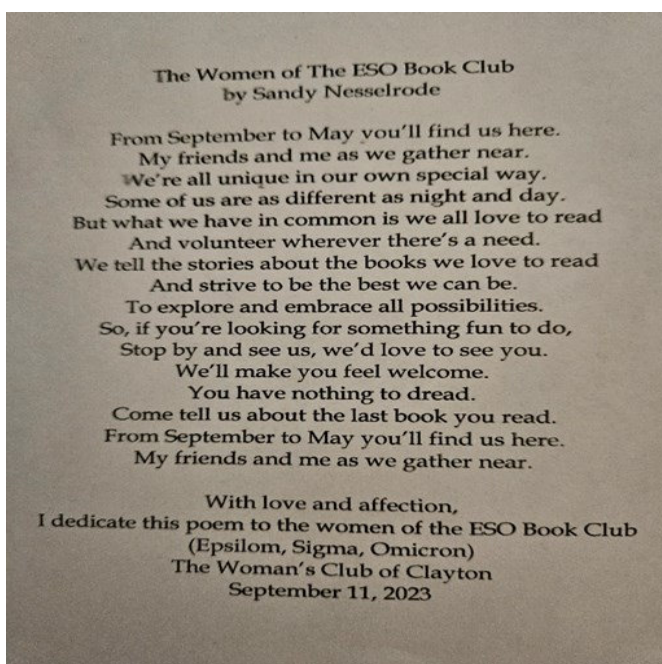 The Women of The ESO Book Club
by Sandy Nesselrode
From September to May you'll find us here.
My friends and me as we gather near.
We're all unique in our own special way.
Some of us are as different as night and day.
But what we have in common is we all love to read
And volunteer wherever there's a need.
We tell the stories about the books we love to read
And strive to be the best we can be.
To explore and embrace all possibilities.
So, if you're looking for something fun to do,
Stop by and see us, we'd love to see you.
We'll make you feel welcome.
You have nothing to dread.
Come tell us about the last book you read.
From September to May you'll find us here.
My friends and me as we gather near.
With love and affection,
I dedicate this poem to the women of the ESO Book Club
(Epsilom, Sigma, Omicron)
The Woman's Club of Clayton
September 11, 2023